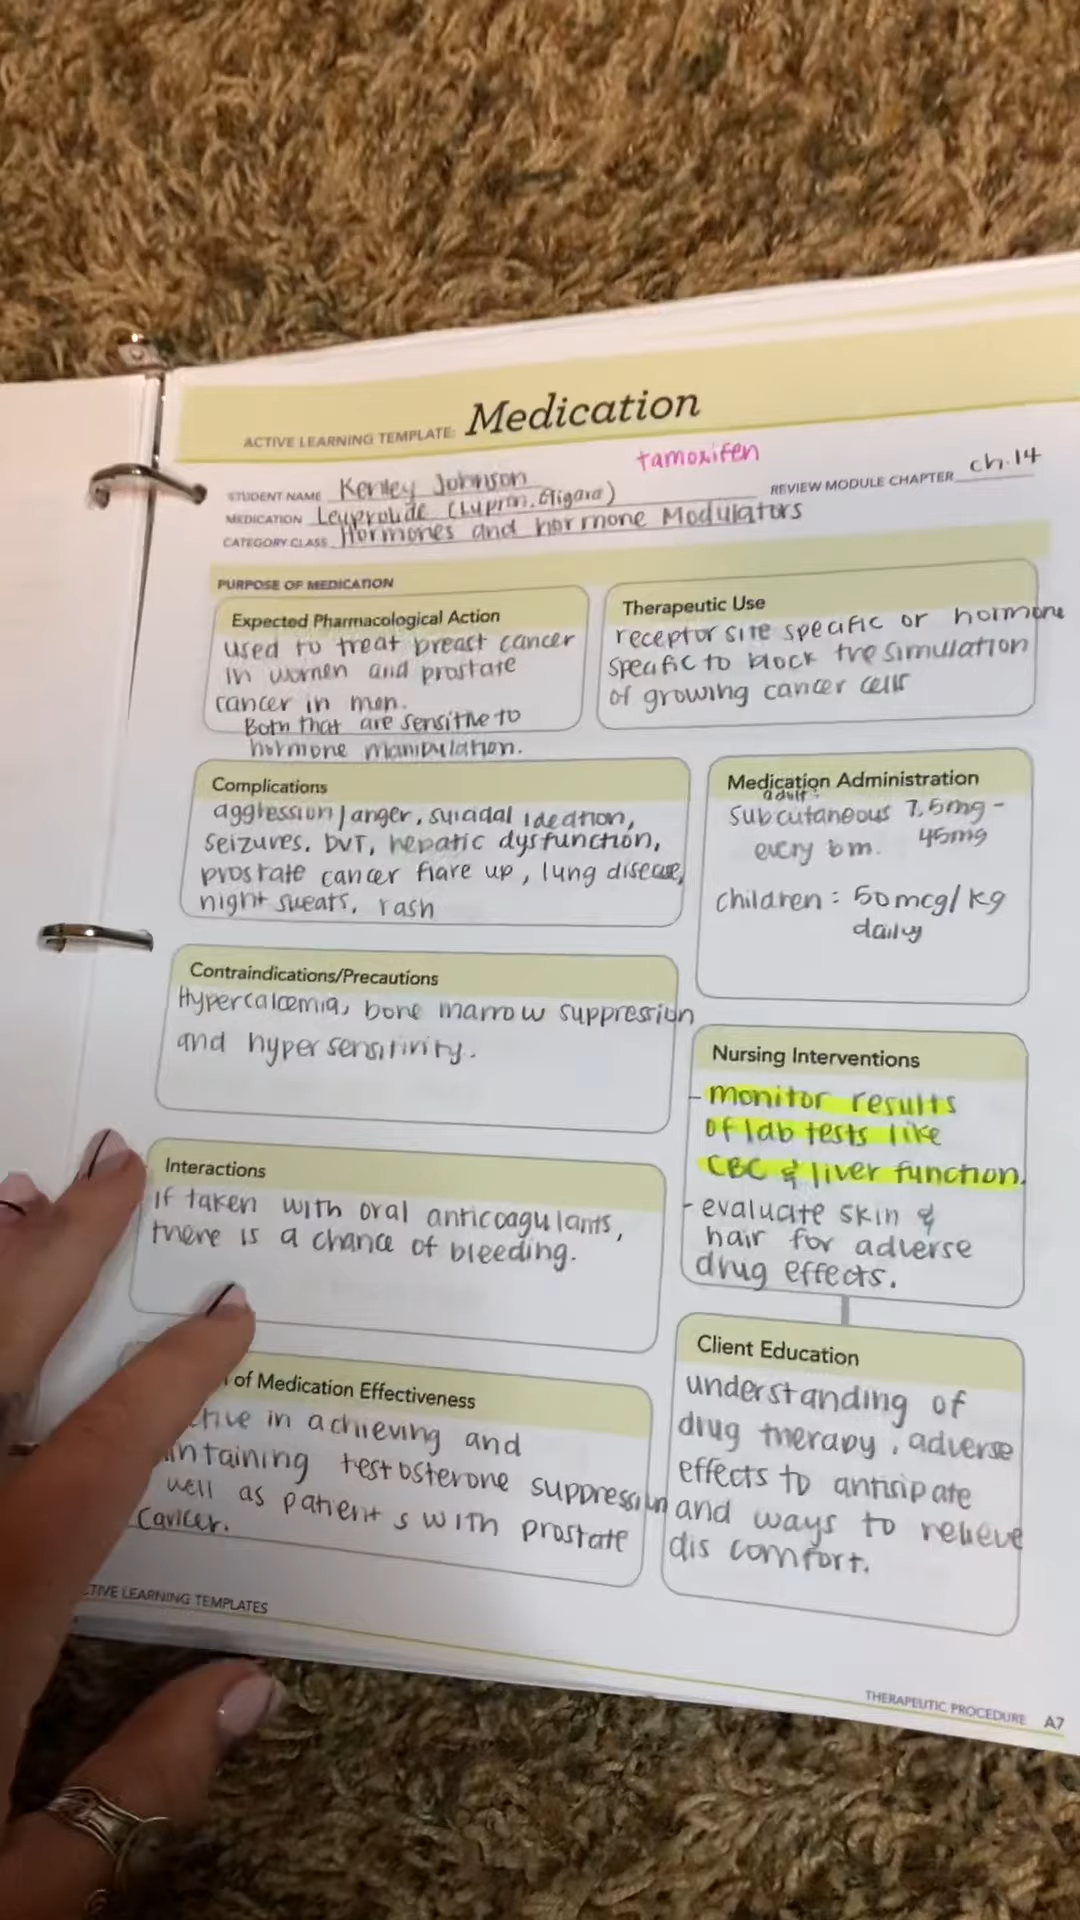 ACTIVE LEARNING TEMPLATE: Medication
tamoxifen
STUDENT NAME Kenley Johnson
REVIEW MODULE CHAPTER ch.14
MEDICATION Leuprolide (Lupron, Eligard)
CATEGORY CLASS Hormones and hormone Modulators
PURPOSE OF MEDICATION
Expected Pharmacological Action
used to treat breast cancer
in women and prostate
cancer in men.
Both that are sensitive to
hormone manipulation.
Therapeutic Use
receptor site specific or hormone
specific to block the simulation
of growing cancer cells
Complications
aggression/anger, suicidal ideation,
seizures, DVT, hepatic dysfunction,
prostate cancer flare up, lung disease,
night sweats, rash
Medication Administration
adult:
subcutaneous 7.5mg-
45mg
every 6m.
children: 50mcg/kg
daily
Contraindications/Precautions
Hypercalcemia, bone marrow suppression
and hypersensitivity.
Nursing Interventions
- monitor results
of lab tests like
CBC & liver function.
- evaluate skin &
hair for adverse
drug effects.
Interactions
if taken with oral anticoagulants,
there is a chance of bleeding.
of Medication Effectiveness
ctive in achieving and
intaining testosterone suppression
well as patients with prostate
cancer.
Client Education
understanding of
drug therapy, adverse
effects to antisipate
and ways to relieve
discomfort.
CTIVE LEARNING TEMPLATES
THERAPEUTIC PROCEDURE A7